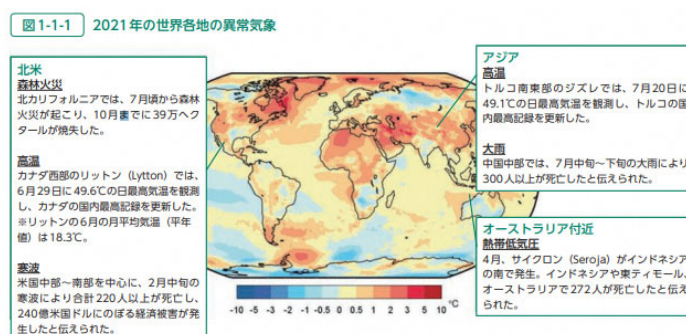 図1-1-1 2021年の世界各地の異常気象
北米
森林火災
北カリフォルニアでは、7月頃から森林
火災が起こり、10月裏でに39万ヘク
タールが焼失した。
高温
カナダ西部のリットン（Lytton）では、
6月29日に49.6℃の日最高気温を観測
し、カナダの国内最高記録を更新した。
※リットンの6月の月平均気温（平年
値）は18.3℃。
寒波
米国中部～南部を中心に、2月中旬の
寒波により合計220人以上が死亡し、
240億米国ドルにのぼる経済被害が発
生したと伝えられた。
アジア
高温
トルコ南東部のジズレでは、7月20日に
49.1℃の日最高気温を観測し、トルコの国
内最高記録を更新した。
大雨
中国中部では、7月中旬～下旬の大雨により
300人以上が死亡したと伝えられた。
オーストラリア付近
熱帯低気圧
4月、サイクロン（Seroja）がインドネシア
の南で発生。インドネシアや東ティモール、
オーストラリアで272人が死亡したと伝え
られた。
-10 -5 -3 -2 -1 -0.5 0.5 1 2 3 5 10 ℃